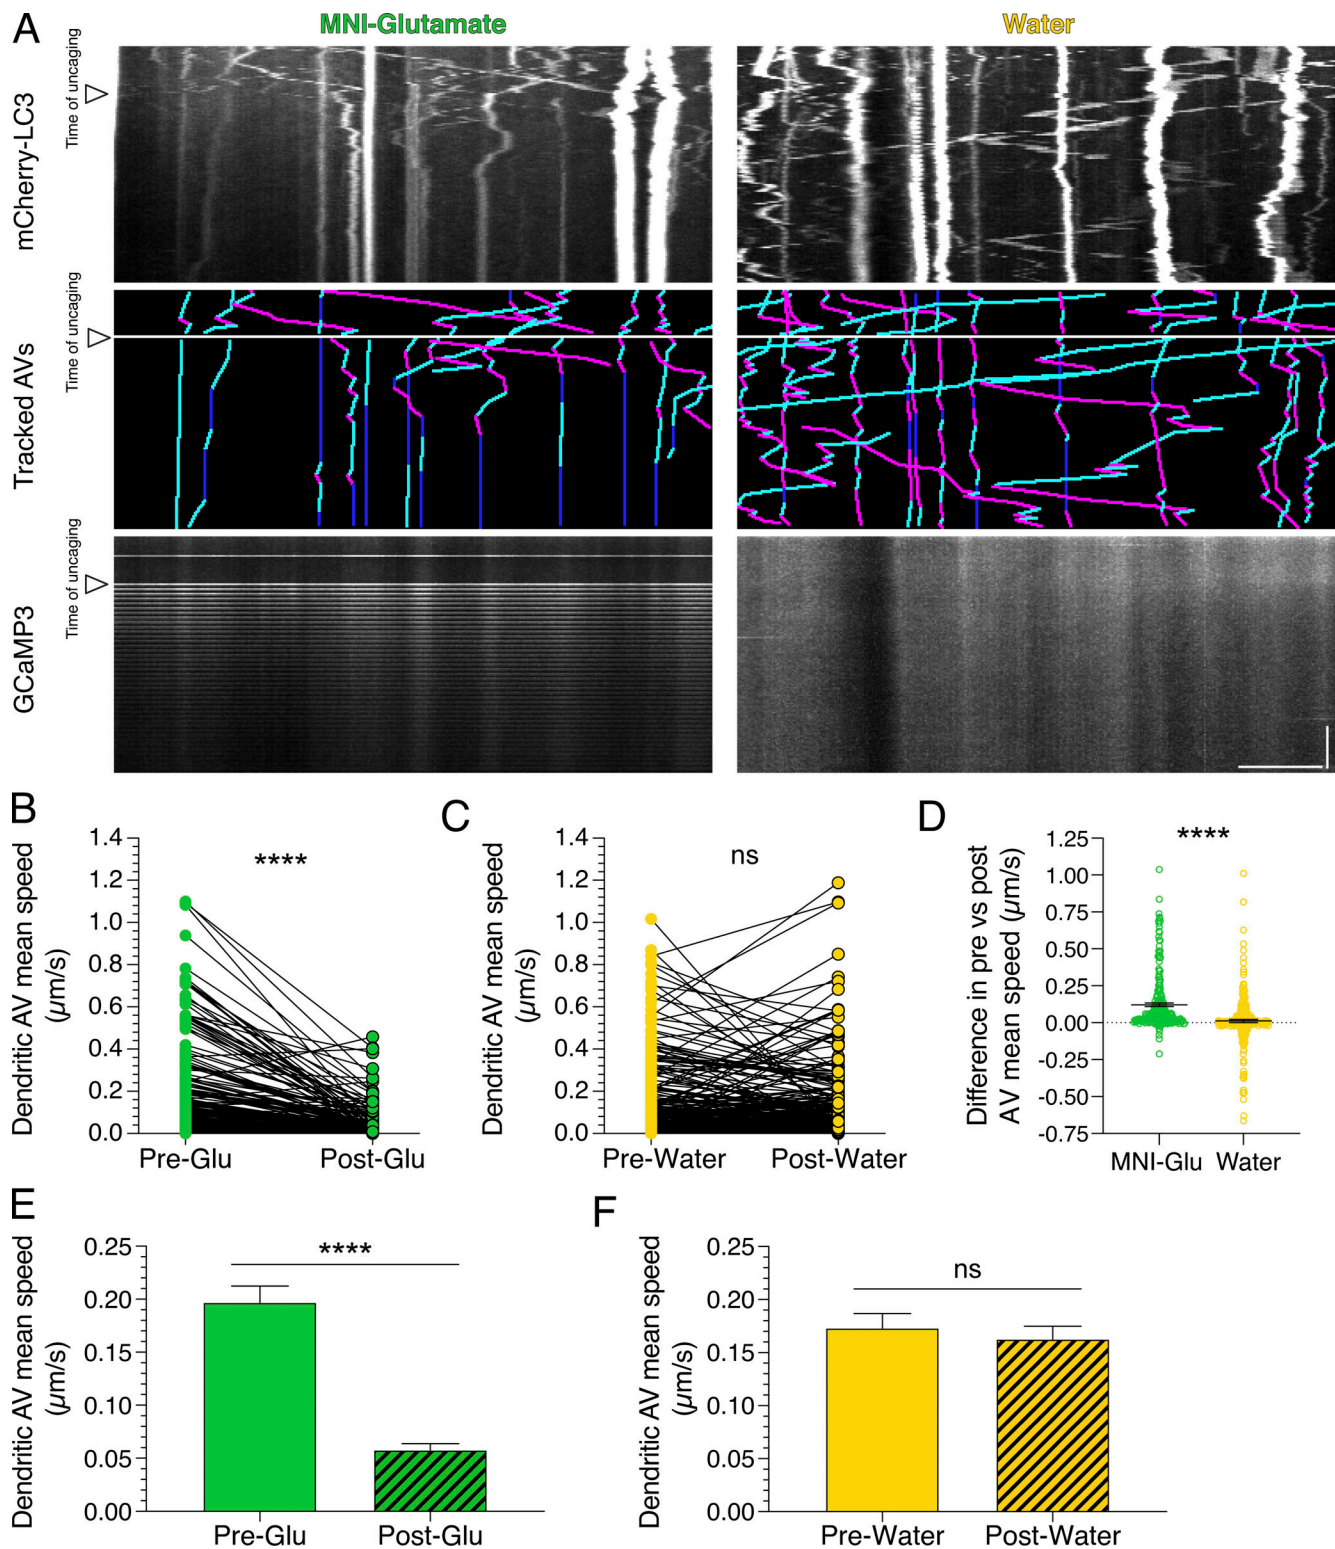 A
MNI-Glutamate
Water
mCherry-LC3
Time of uncaging
Tracked AVs
Time of uncaging
GCaMP3
Time of uncaging
B
Dendritic AV mean speed
(µm/s)
1.4
1.2
1.0
0.8
0.6
0.4
0.2
0.0
****
Pre-Glu
Post-Glu
C
Dendritic AV mean speed
(µm/s)
1.4
1.2
1.0
0.8
0.6
0.4
0.2
0.0
ns
Pre-Water
Post-Water
D
Difference in pre vs post
AV mean speed (µm/s)
1.25
1.00
0.75
0.50
0.25
0.00
-0.25
-0.50
-0.75
****
MNI-Glu
Water
E
Dendritic AV mean speed
(µm/s)
0.25
0.20
0.15
0.10
0.05
0.00
****
Pre-Glu
Post-Glu
F
Dendritic AV mean speed
(µm/s)
0.25
0.20
0.15
0.10
0.05
0.00
ns
Pre-Water
Post-Water